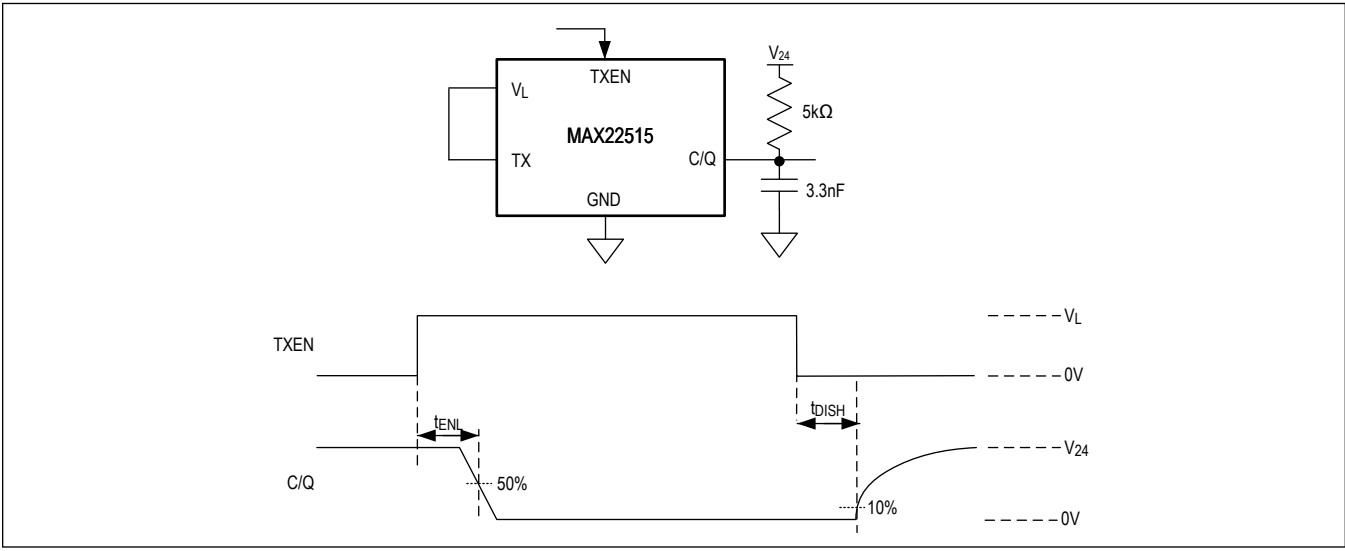 V24
TXEN
VL
5kΩ
MAX22515
TX
C/Q
3.3nF
GND
VL
TXEN
0V
tENL
tDISH
V24
C/Q
50%
10%
0V